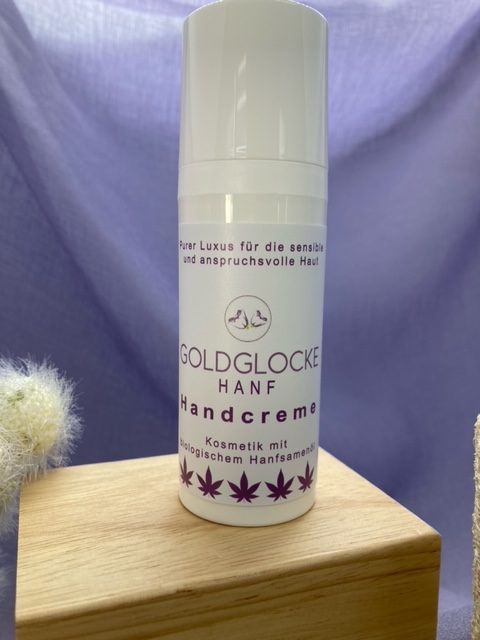 Purer Luxus für die sensible
und anspruchsvolle Haut
GOLDGLOCKE
HANF
Handcreme
Kosmetik mit
biologischem Hanfsamenöl